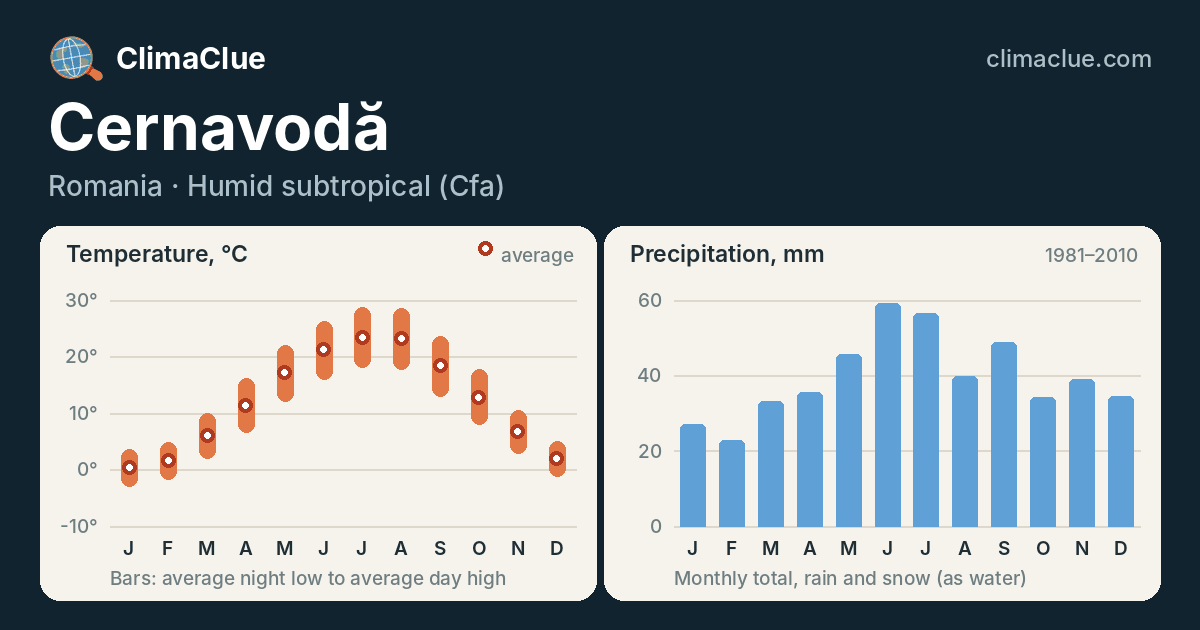 ClimaClue
climaclue.com
Cernavodă
Romania · Humid subtropical (Cfa)
Temperature, °C
average
30°
20°
10°
0°
-10°
J F M A M J J A S O N D
Bars: average night low to average day high
Precipitation, mm
1981–2010
60
40
20
0
J F M A M J J A S O N D
Monthly total, rain and snow (as water)